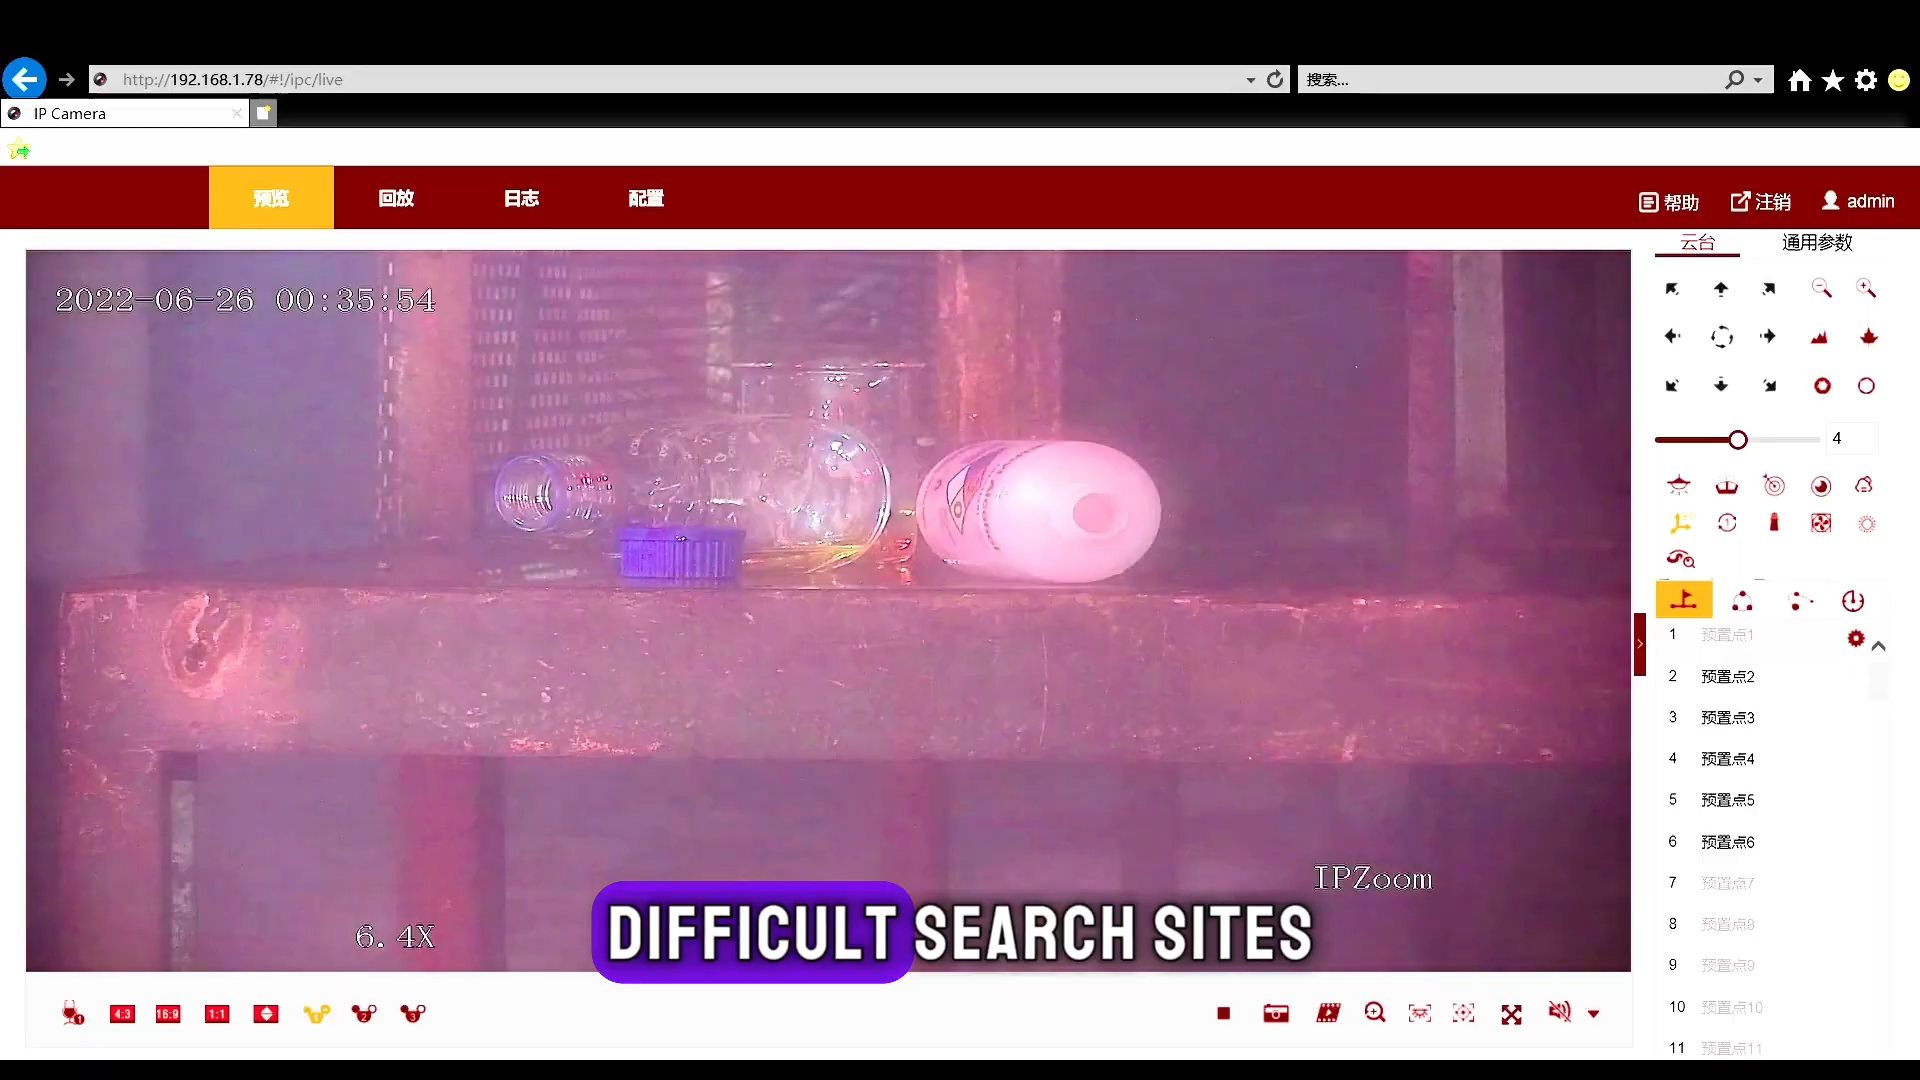 http://192.168.1.78/#!/ipc/live
搜索...
IP Camera
预览
回放
日志
配置
帮助
注销
admin
云台
通用参数
2022-06-26 00:35:54
4
1 预置点1
2 预置点2
3 预置点3
4 预置点4
5 预置点5
6 预置点6
7 预置点7
8 预置点8
9 预置点9
10 预置点10
11 预置点11
IPZoom
6.4X
DIFFICULT SEARCH SITES
4:3
16:9
1:1